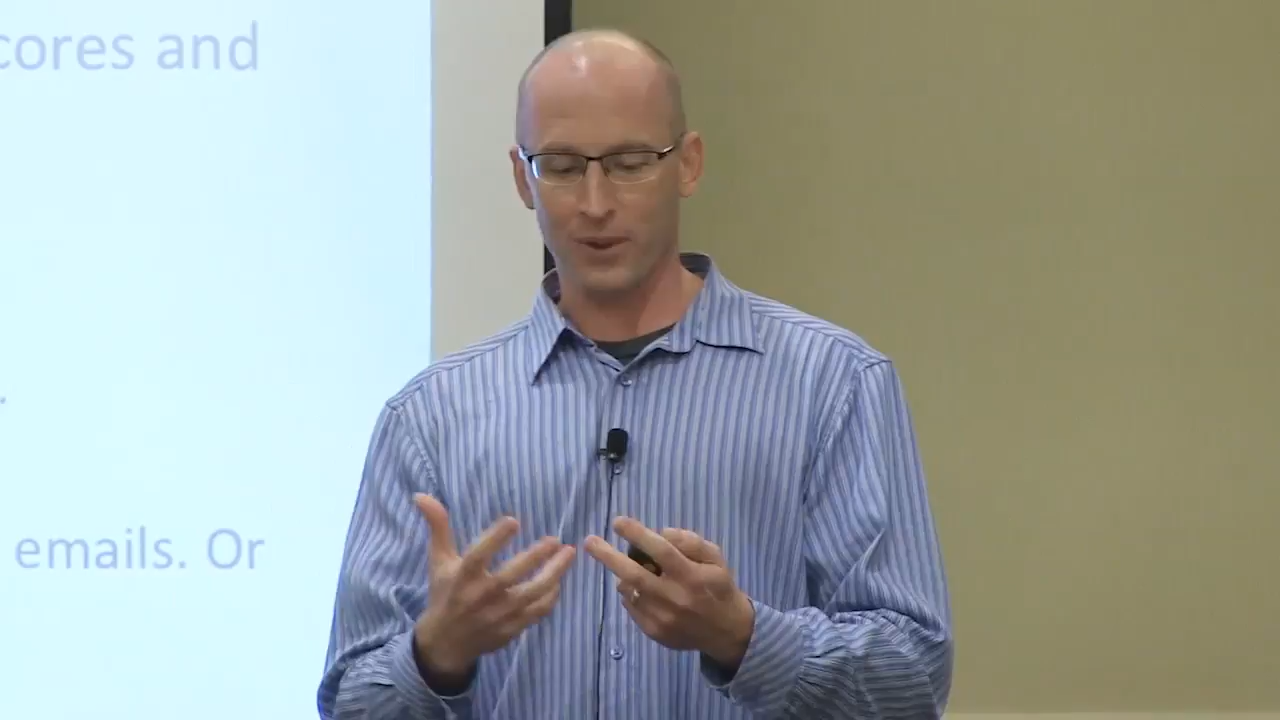 cores and
.
emails. Or